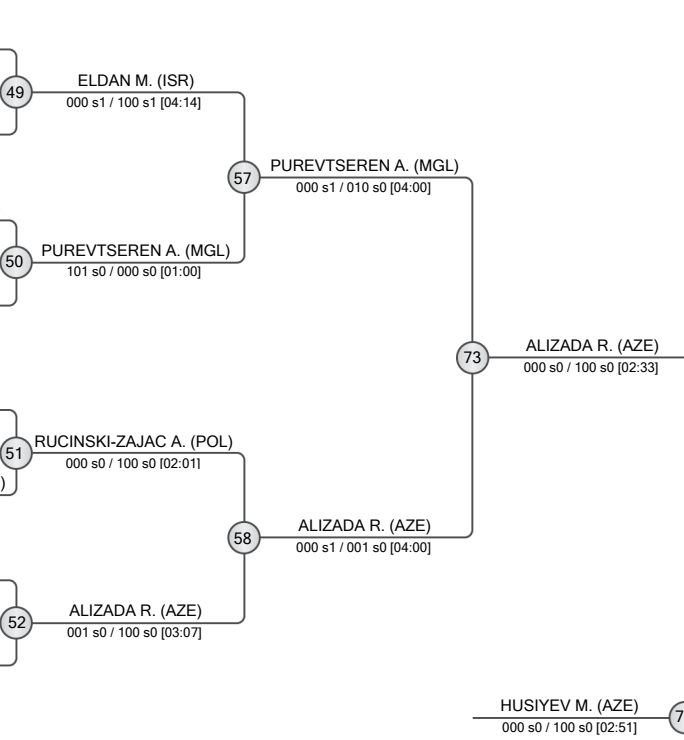 49
ELDAN M. (ISR)
000 s1 / 100 s1 [04:14]
57
PUREVTSEREN A. (MGL)
000 s1 / 010 s0 [04:00]
50
PUREVTSEREN A. (MGL)
101 s0 / 000 s0 [01:00]
73
ALIZADA R. (AZE)
000 s0 / 100 s0 [02:33]
51
RUCINSKI-ZAJAC A. (POL)
000 s0 / 100 s0 [02:01]
)
58
ALIZADA R. (AZE)
000 s1 / 001 s0 [04:00]
52
ALIZADA R. (AZE)
001 s0 / 100 s0 [03:07]
HUSIYEV M. (AZE)
000 s0 / 100 s0 [02:51]
7